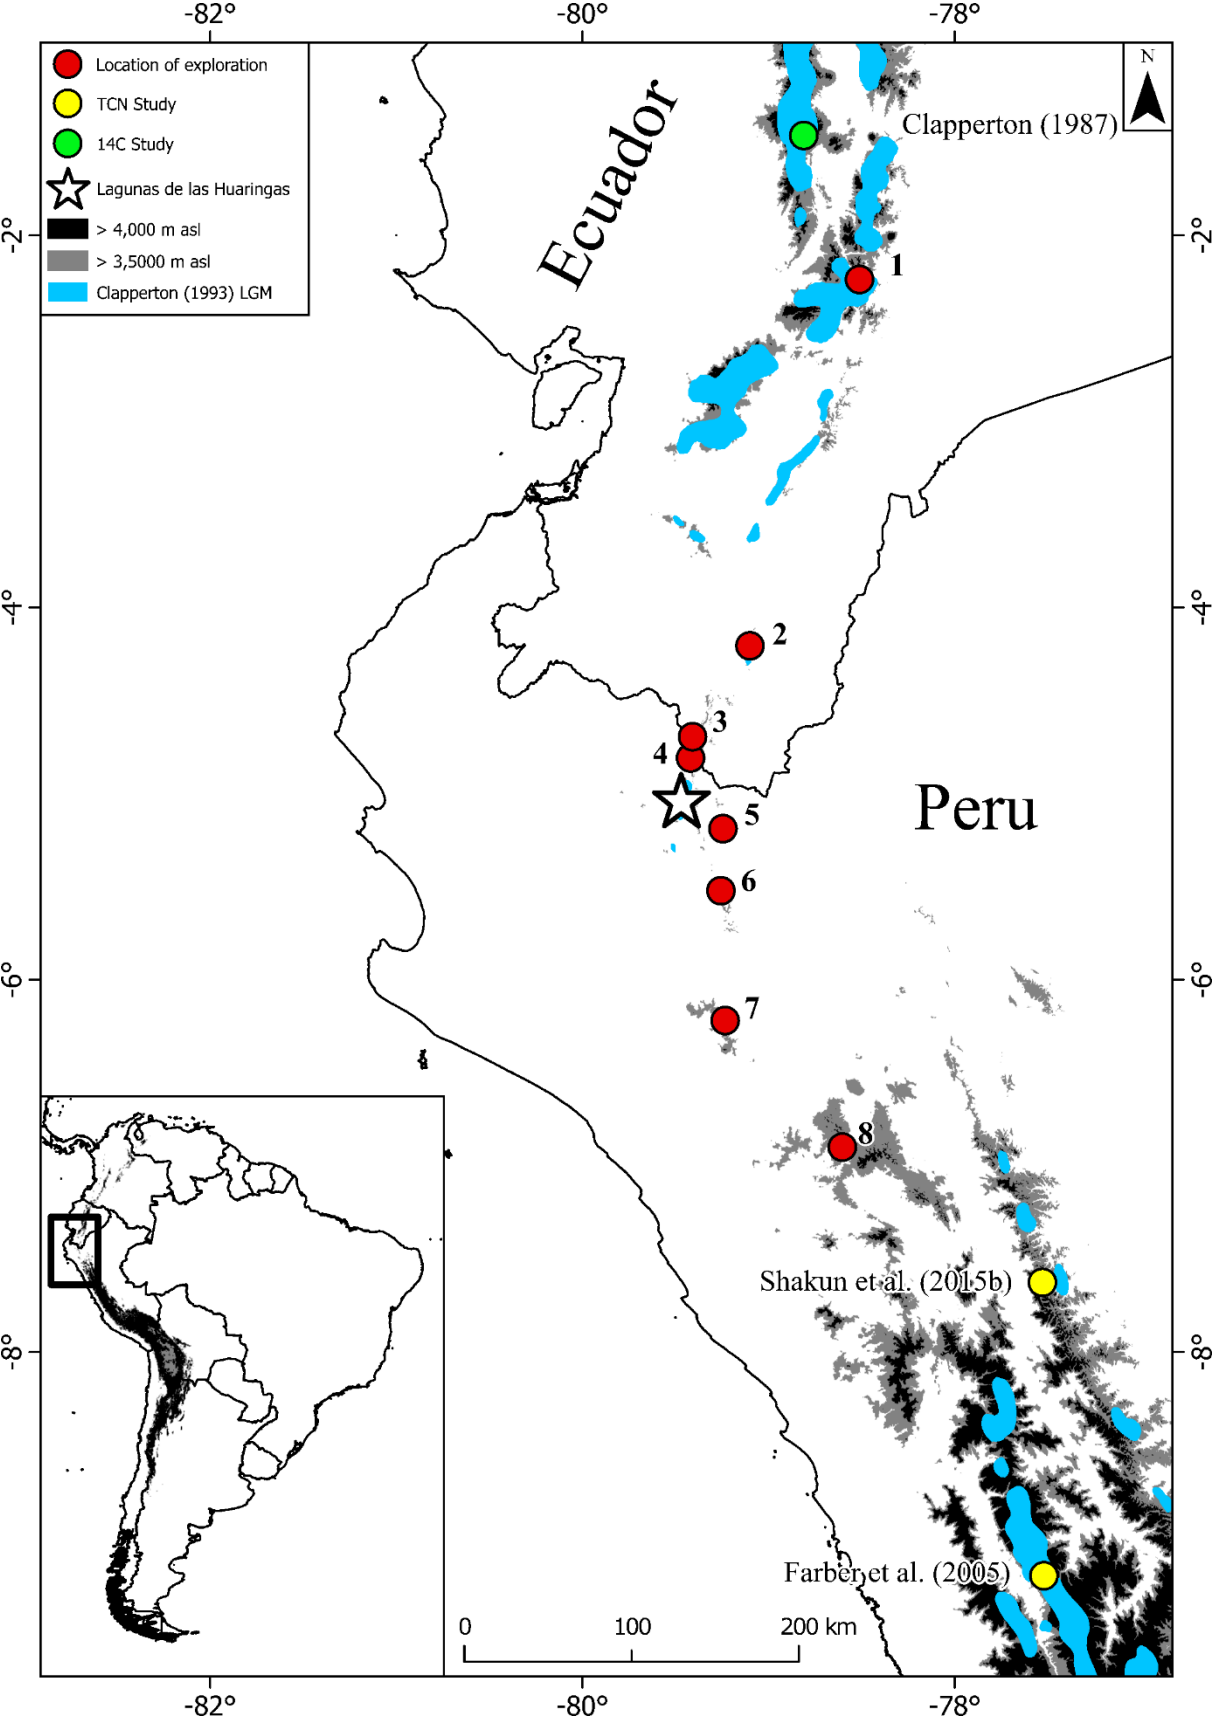 -82°
-80°
-78°
Location of exploration
TCN Study
14C Study
Lagunas de las Huaringas
> 4,000 m asl
> 3,5000 m asl
Clapperton (1993) LGM
N
Clapperton (1987)
Ecuador
-2°
-2°
1
-4°
-4°
2
3
4
Peru
5
6
-6°
-6°
7
8
Shakun et al. (2015b)
-8°
-8°
Farber et al. (2005)
0
100
200 km
-82°
-80°
-78°